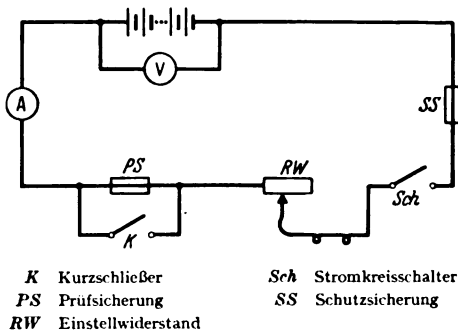 V
A
SS
PS
RW
Sch
K
K Kurzschließer
PS Prüfsicherung
RW Einstellwiderstand
Sch Stromkreisschalter
SS Schutzsicherung